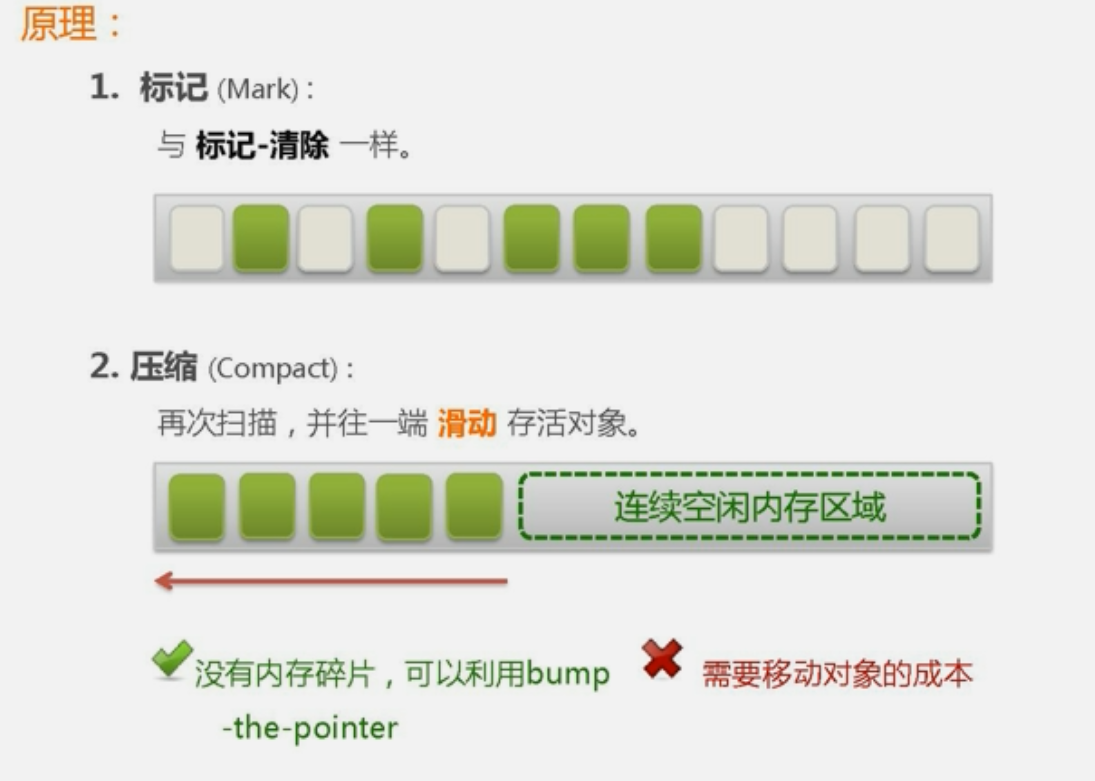 原理：
1. 标记 (Mark)：
与 标记-清除 一样。
2. 压缩 (Compact)：
再次扫描，并往一端 滑动 存活对象。
连续空闲内存区域
没有内存碎片，可以利用bump
-the-pointer
需要移动对象的成本